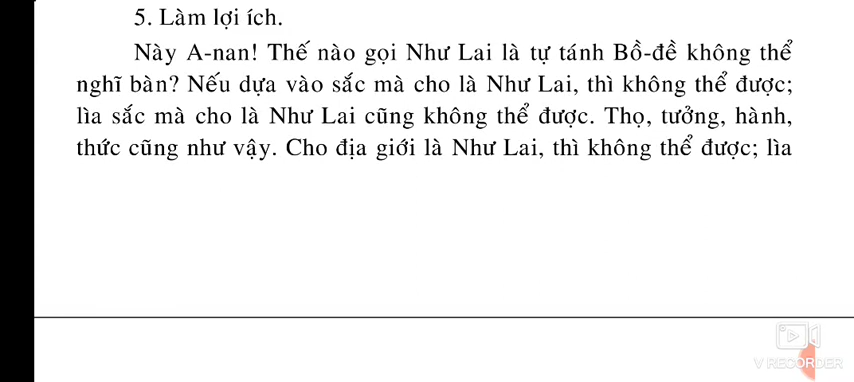 5. Làm lợi ích.
Này A-nan! Thế nào gọi Như Lai là tự tánh Bồ-đề không thể
nghĩ bàn? Nếu dựa vào sắc mà cho là Như Lai, thì không thể được;
lìa sắc mà cho là Như Lai cũng không thể được. Thọ, tưởng, hành,
thức cũng như vậy. Cho địa giới là Như Lai, thì không thể được; lìa
V RECORDER